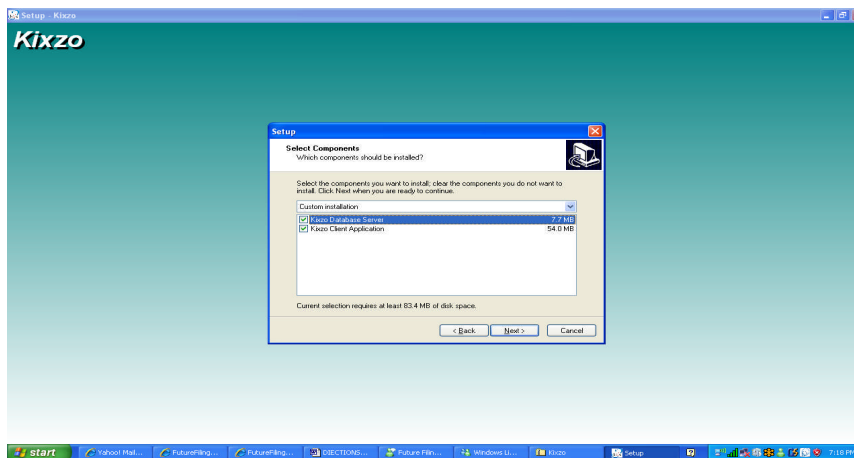 Setup - Kixzo
Kixzo
Setup
Select Components
Which components should be installed?
Select the components you want to install; clear the components you do not want to
install. Click Next when you are ready to continue.
Custom installation
Kixzo Database Server 7.7 MB
Kixzo Client Application 54.0 MB
Current selection requires at least 83.4 MB of disk space.
< Back Next > Cancel
start Yahoo! Mail... FutureFiling... FutureFiling... DIECTIONS... Future Filin... Windows Li... Kixzo Setup 7:18 PM